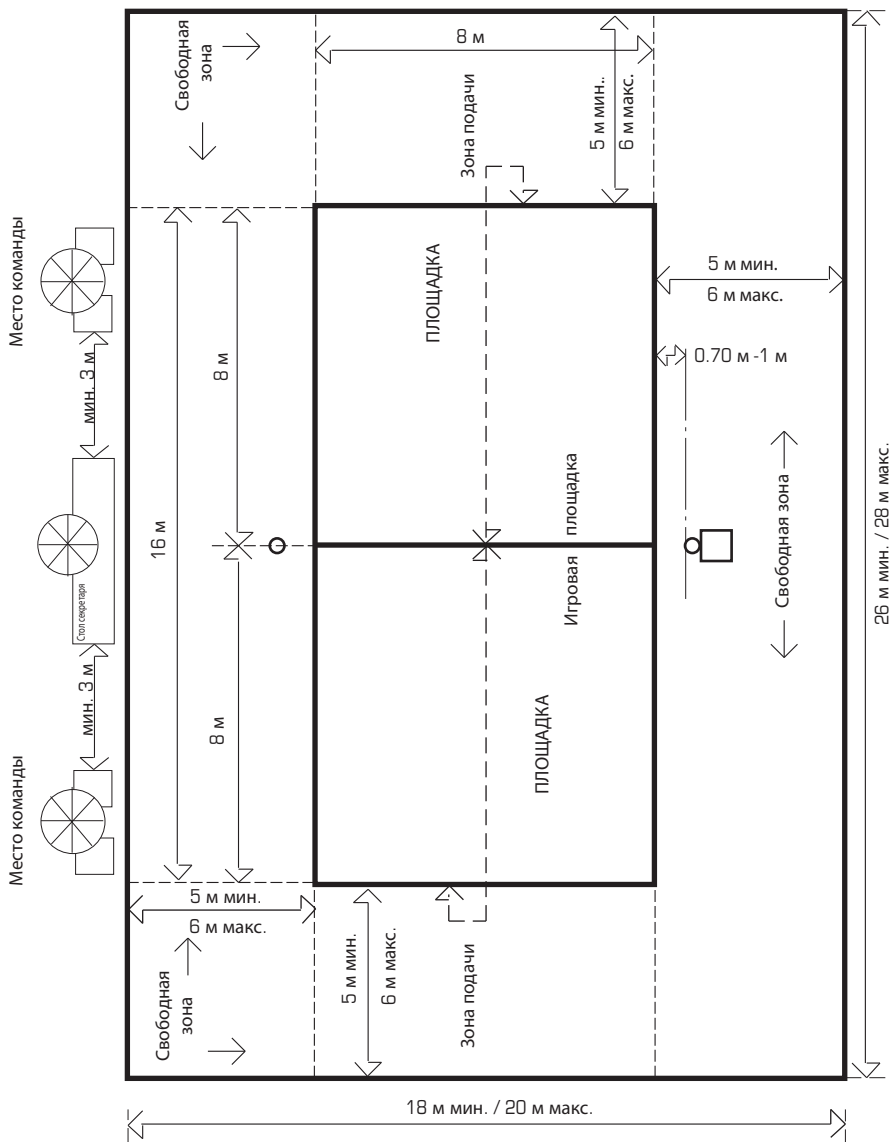 Место команды
Место команды
мин. 3 м
Стол секретаря
мин. 3 м
Свободная
зона
5 м мин.
6 м макс.
16 м
8 м
8 м
Свободная
зона
8 м
5 м мин..
6 м макс.
Зона подачи
5 м мин.
6 м макс.
Зона подачи
ПЛОЩАДКА
ПЛОЩАДКА
Игровая
площадка
5 м мин.
6 м макс.
0.70 м -1 м
Свободная зона
26 м мин. / 28 м макс.
18 м мин. / 20 м макс.